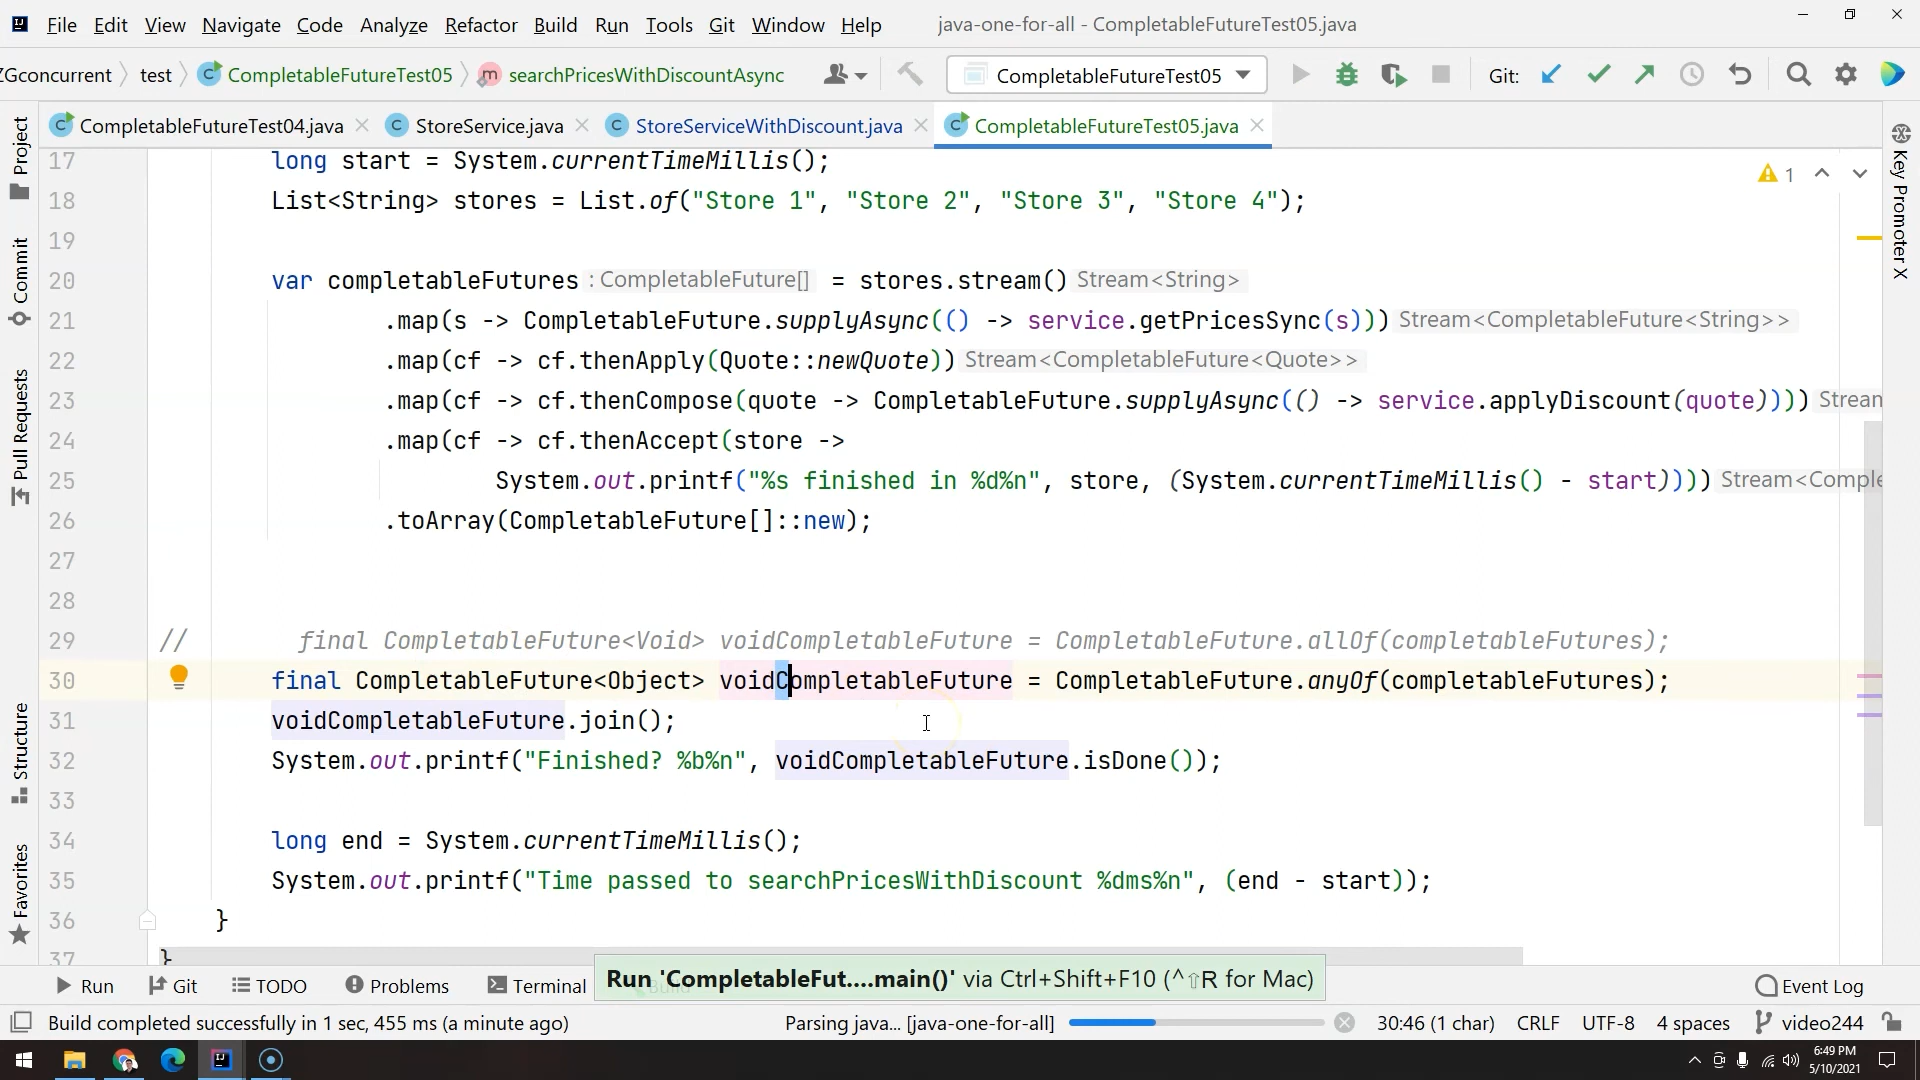 File Edit View Navigate Code Analyze Refactor Build Run Tools Git Window Help java-one-for-all - CompletableFutureTest05.java
ZGconcurrent test CompletableFutureTest05 searchPricesWithDiscountAsync CompletableFutureTest05 Git:
CompletableFutureTest04.java StoreService.java StoreServiceWithDiscount.java CompletableFutureTest05.java
17 long start = System.currentTimeMillis();
1
18 List<String> stores = List.of("Store 1", "Store 2", "Store 3", "Store 4");
19
20 var completableFutures : CompletableFuture[] = stores.stream() Stream<String>
21 .map(s -> CompletableFuture.supplyAsync(() -> service.getPricesSync(s))) Stream<CompletableFuture<String>>
22 .map(cf -> cf.thenApply(Quote::newQuote)) Stream<CompletableFuture<Quote>>
23 .map(cf -> cf.thenCompose(quote -> CompletableFuture.supplyAsync(() -> service.applyDiscount(quote)))) Strean
24 .map(cf -> cf.thenAccept(store ->
25 System.out.printf("%s finished in %d%n", store, (System.currentTimeMillis() - start)))) Stream<Comple
26 .toArray(CompletableFuture[]::new);
27
28
29 // final CompletableFuture<Void> voidCompletableFuture = CompletableFuture.allOf(completableFutures);
30 final CompletableFuture<Object> voidCompletableFuture = CompletableFuture.anyOf(completableFutures);
31 voidCompletableFuture.join();
32 System.out.printf("Finished? %b%n", voidCompletableFuture.isDone());
33
34 long end = System.currentTimeMillis();
35 System.out.printf("Time passed to searchPricesWithDiscount %dms%n", (end - start));
36 }
37 }
Project
Commit
Pull Requests
Structure
Favorites
Key Promoter X
Run Git TODO Problems Terminal Build Event Log
Run 'CompletableFut....main()' via Ctrl+Shift+F10 (^⇧R for Mac)
Build completed successfully in 1 sec, 455 ms (a minute ago) Parsing java... [java-one-for-all] 30:46 (1 char) CRLF UTF-8 4 spaces video244
6:49 PM
5/10/2021